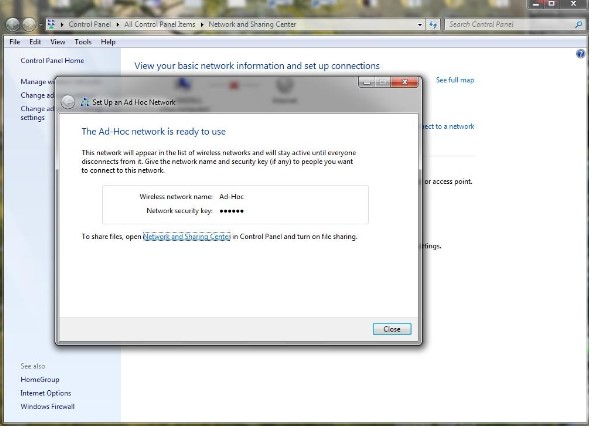 Control Panel ▸ All Control Panel Items ▸ Network and Sharing Center
Search Control Panel
File Edit View Tools Help
Control Panel Home
View your basic network information and set up connections
See full map
Manage
Change ad
Change ad
settings
Set Up an Ad Hoc Network
The Ad-Hoc network is ready to use
This network will appear in the list of wireless networks and will stay active until everyone
disconnects from it. Give the network name and security key (if any) to people you want
to connect to this network.
Wireless network name: Ad-Hoc
Network security key: ●●●●●●
To share files, open Network and Sharing Center in Control Panel and turn on file sharing.
Close
ect to a network
or access point.
ttings.
See also
HomeGroup
Internet Options
Windows Firewall